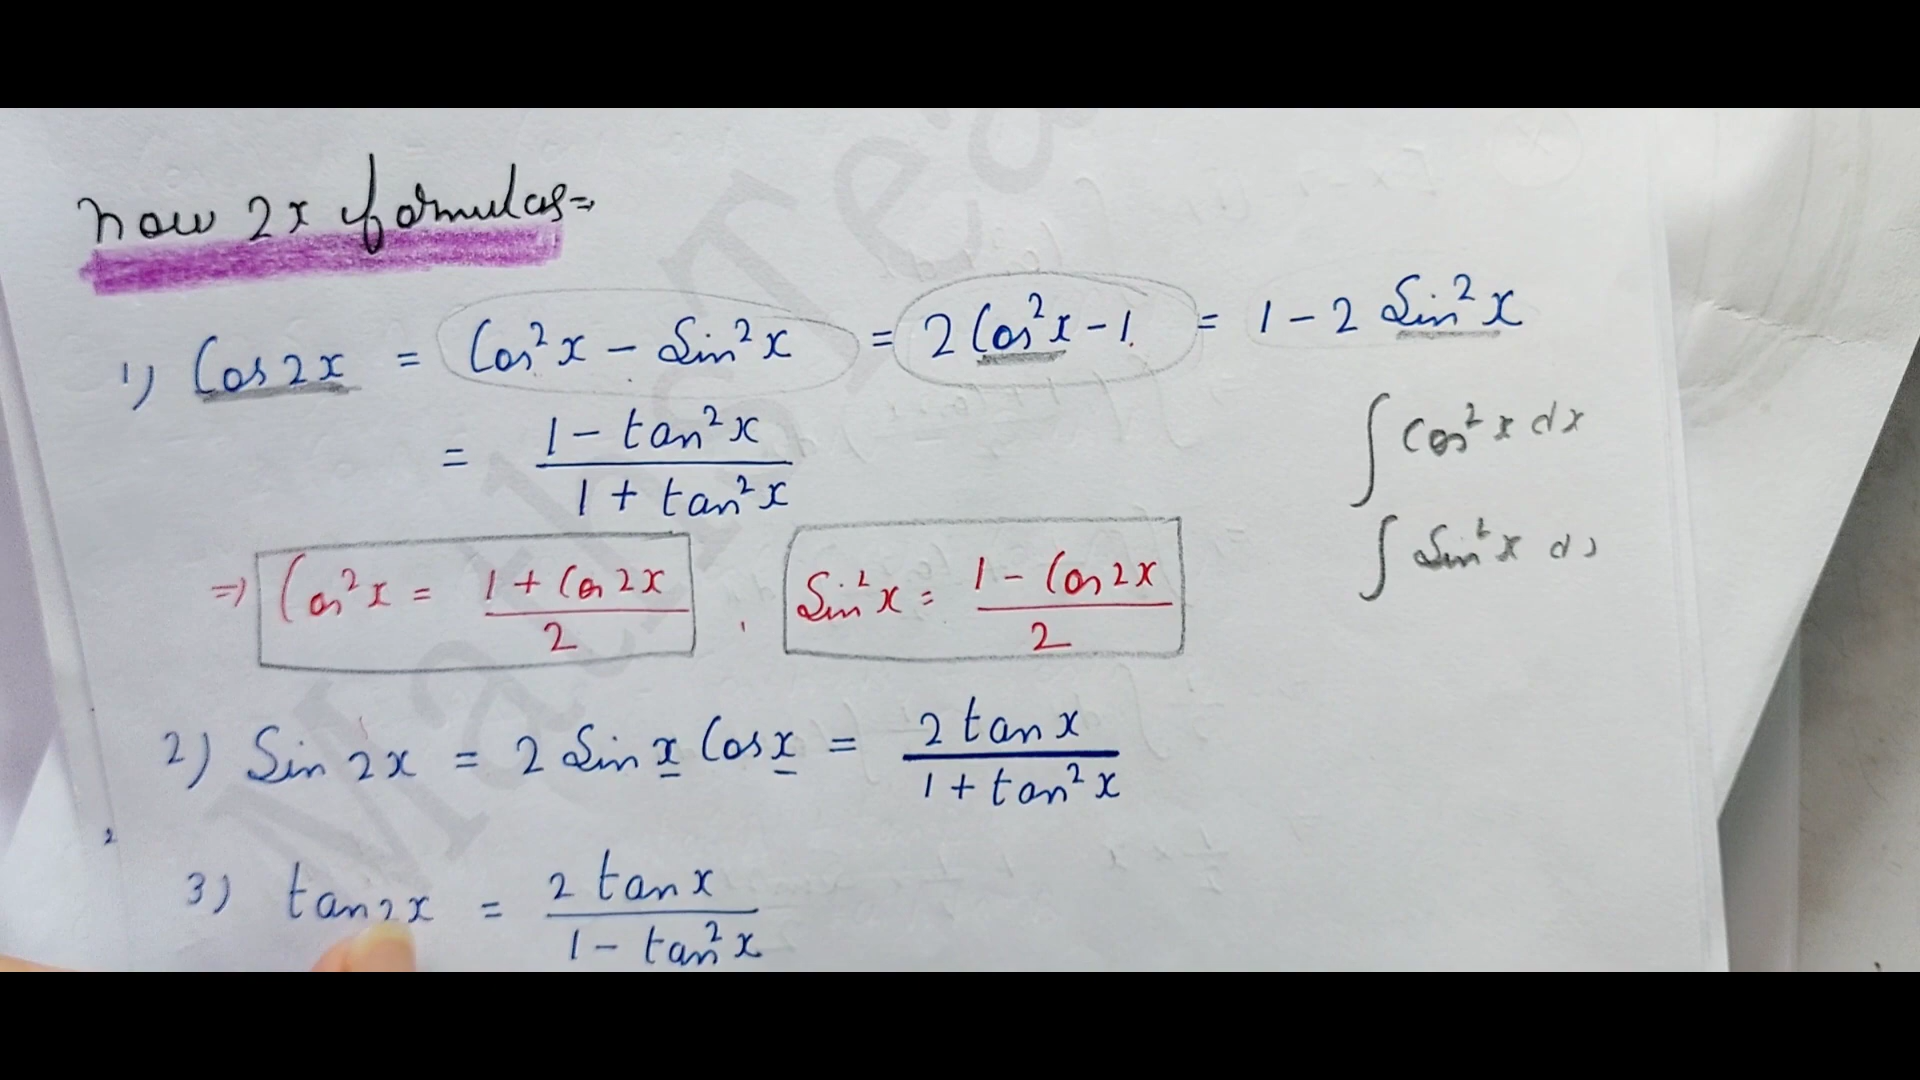 now 2x formulas =
1) Cos 2x = Cos²x - Sin²x = 2 Cos²x - 1 = 1 - 2 Sin²x
= (1 - tan²x) / (1 + tan²x)
∫ Cos²x dx
∫ Sin²x d
⇒ Cos²x = (1 + Cos 2x) / 2 , Sin²x = (1 - Cos 2x) / 2
2) Sin 2x = 2 Sin x Cos x = (2 tan x) / (1 + tan²x)
3) tan 2x = (2 tan x) / (1 - tan²x)